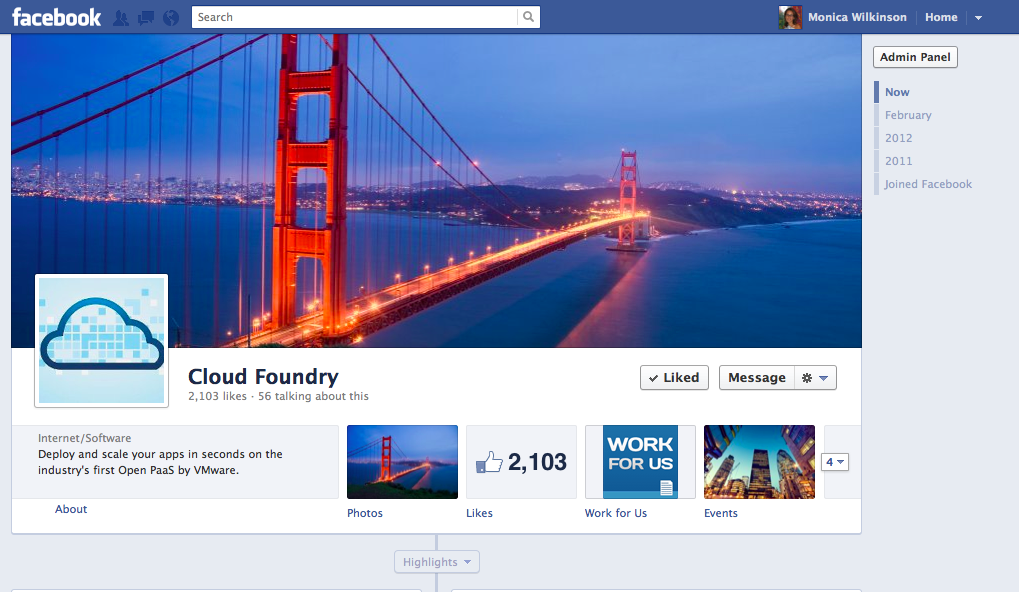 facebook
Search
Monica Wilkinson
Home
Admin Panel
Now
February
2012
2011
Joined Facebook
Cloud Foundry
2,103 likes · 56 talking about this
Liked
Message
Internet/Software
Deploy and scale your apps in seconds on the
industry's first Open PaaS by VMware.
About
2,103
WORK
FOR US
4
Photos
Likes
Work for Us
Events
Highlights